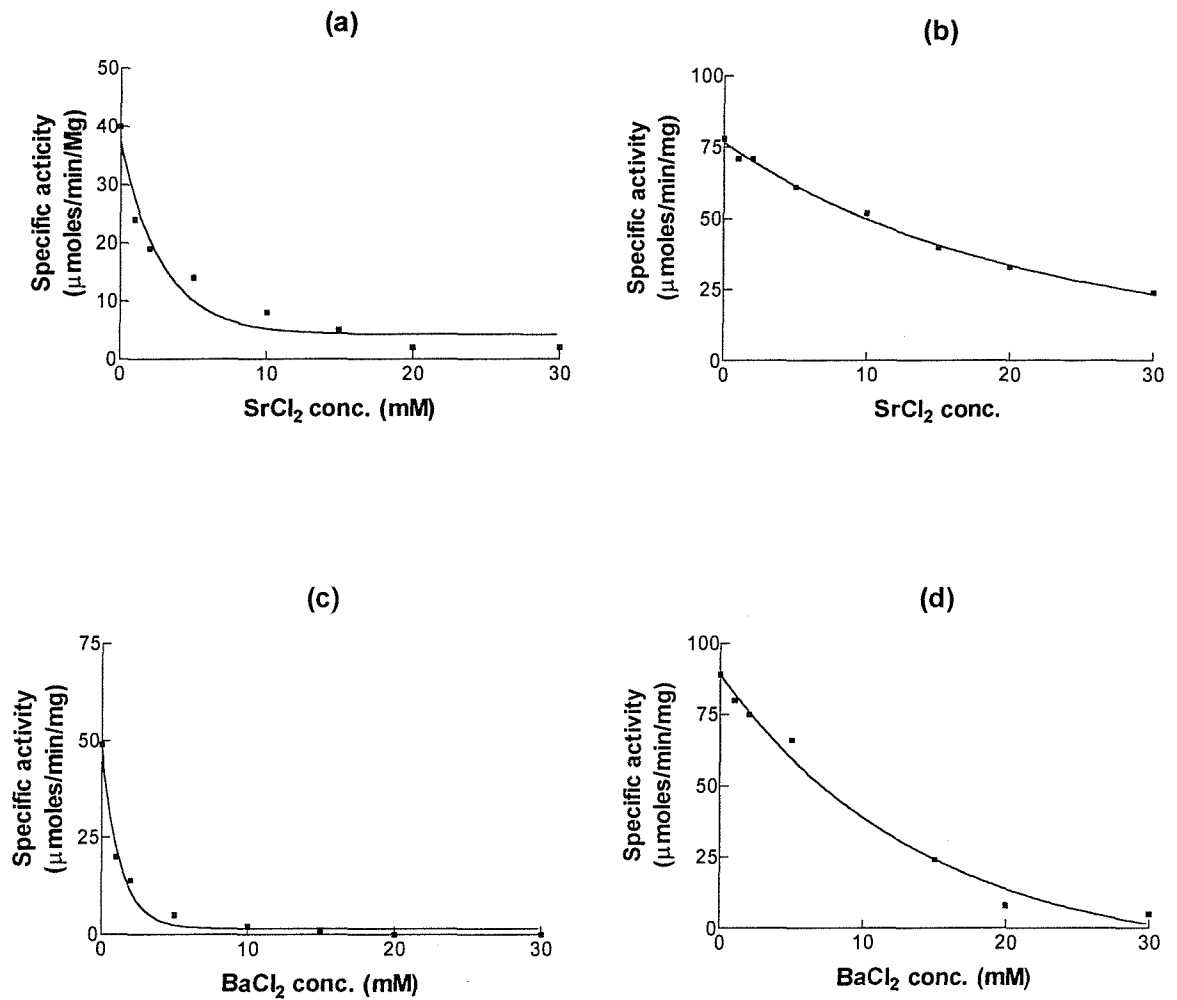 (a)
50
40
30
20
10
0
0 10 20 30
Specific acticity
(μmoles/min/Mg)
SrCl2 conc. (mM)
(b)
100
75
50
25
0
0 10 20 30
Specific activity
(μmoles/min/mg)
SrCl2 conc.
(c)
75
50
25
0
0 10 20 30
Specific activity
(μmoles/min/mg)
BaCl2 conc. (mM)
(d)
100
75
50
25
0
0 10 20 30
Specific activity
(μmoles/min/mg)
BaCl2 conc. (mM)